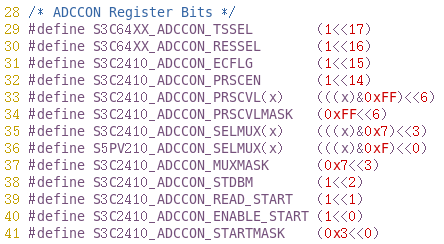 28 /* ADCCON Register Bits */
29 #define S3C64XX_ADCCON_TSSEL (1<<17)
30 #define S3C64XX_ADCCON_RESSEL (1<<16)
31 #define S3C2410_ADCCON_ECFLG (1<<15)
32 #define S3C2410_ADCCON_PRSCEN (1<<14)
33 #define S3C2410_ADCCON_PRSCVL(x) (((x)&0xFF)<<6)
34 #define S3C2410_ADCCON_PRSCVLMASK (0xFF<<6)
35 #define S3C2410_ADCCON_SELMUX(x) (((x)&0x7)<<3)
36 #define S5PV210_ADCCON_SELMUX(x) (((x)&0xF)<<0)
37 #define S3C2410_ADCCON_MUXMASK (0x7<<3)
38 #define S3C2410_ADCCON_STDBM (1<<2)
39 #define S3C2410_ADCCON_READ_START (1<<1)
40 #define S3C2410_ADCCON_ENABLE_START (1<<0)
41 #define S3C2410_ADCCON_STARTMASK (0x3<<0)